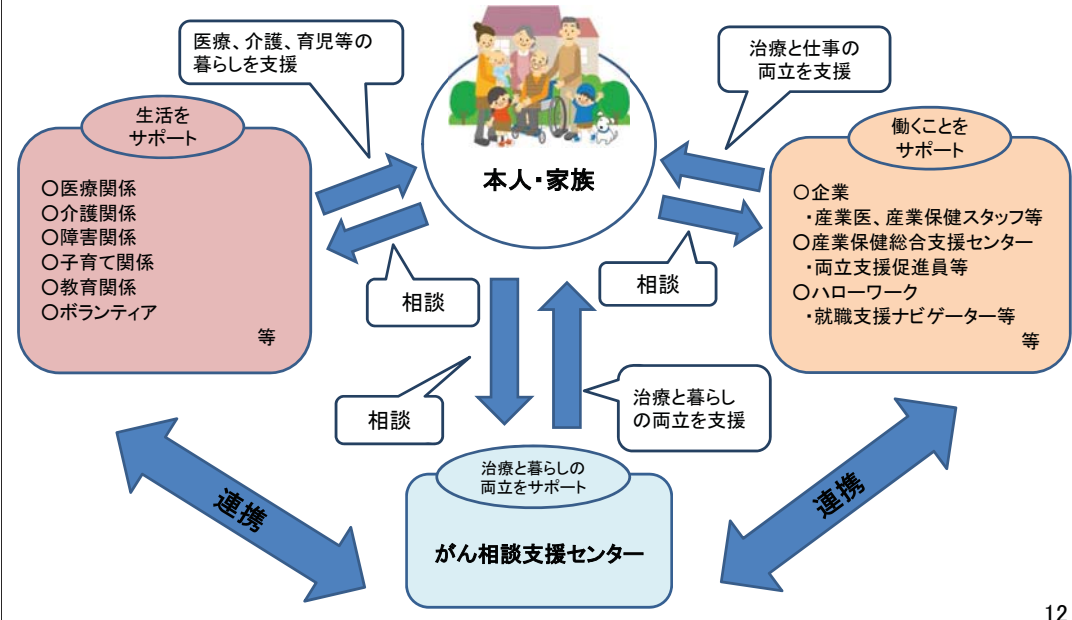 医療、介護、育児等の
暮らしを支援
治療と仕事の
両立を支援
生活を
サポート
○医療関係
○介護関係
○障害関係
○子育て関係
○教育関係
○ボランティア
等
本人・家族
働くことを
サポート
○企業
・産業医、産業保健スタッフ等
○産業保健総合支援センター
・両立支援促進員等
○ハローワーク
・就職支援ナビゲーター等
等
相談
相談
相談
治療と暮らし
の両立を支援
連携
連携
治療と暮らしの
両立をサポート
がん相談支援センター
12